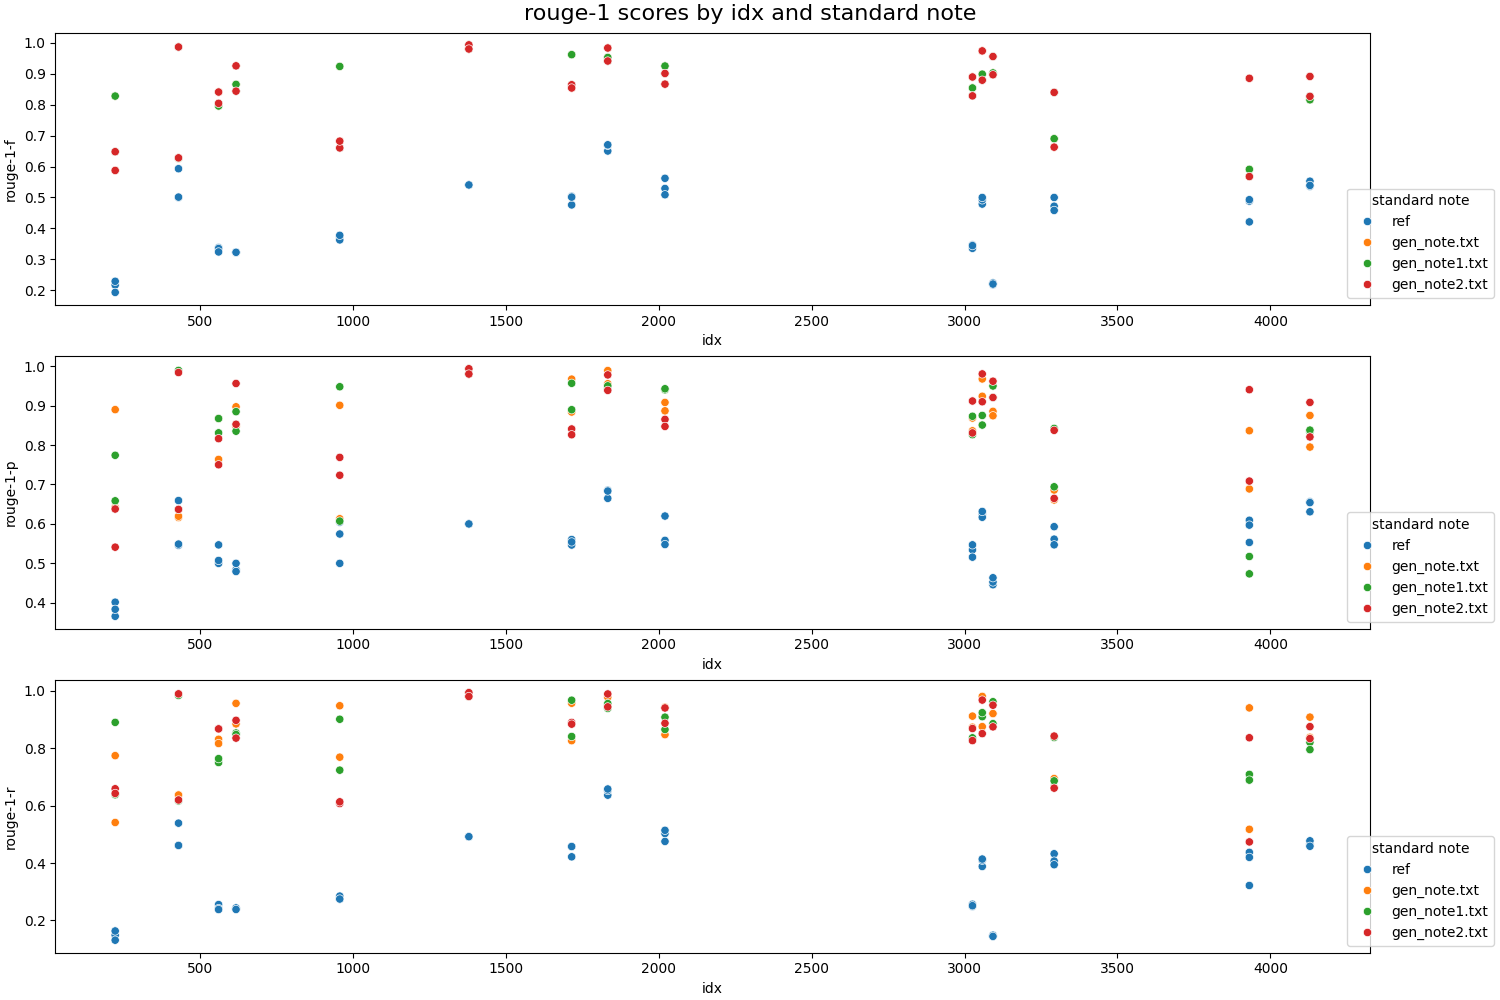 rouge-1 scores by idx and standard note
1.0
0.9
0.8
0.7
0.6
0.5
0.4
0.3
0.2
rouge-1-f
500 1000 1500 2000 2500 3000 3500 4000
idx
standard note
ref
gen_note.txt
gen_note1.txt
gen_note2.txt
1.0
0.9
0.8
0.7
0.6
0.5
0.4
rouge-1-p
500 1000 1500 2000 2500 3000 3500 4000
idx
standard note
ref
gen_note.txt
gen_note1.txt
gen_note2.txt
1.0
0.8
0.6
0.4
0.2
rouge-1-r
500 1000 1500 2000 2500 3000 3500 4000
idx
standard note
ref
gen_note.txt
gen_note1.txt
gen_note2.txt